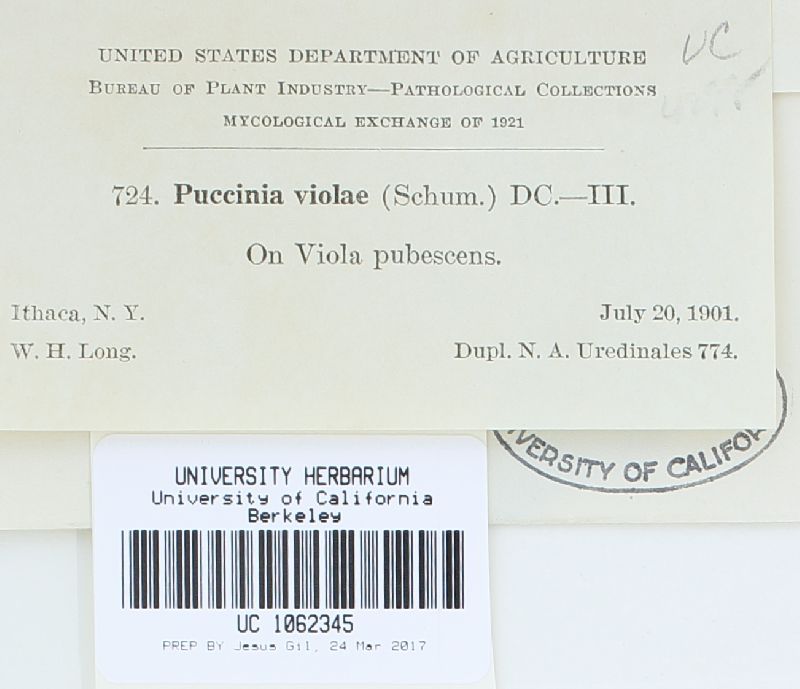 UC
UNITED STATES DEPARTMENT OF AGRICULTURE
BUREAU OF PLANT INDUSTRY—PATHOLOGICAL COLLECTIONS
MYCOLOGICAL EXCHANGE OF 1921
724. Puccinia violae (Schum.) DC.—III.
On Viola pubescens.
Ithaca, N. Y. July 20, 1901.
W. H. Long. Dupl. N. A. Uredinales 774.
OF
UNIVERSITY HERBARIUM
University of California
Berkeley
UC 1062345
PREP BY Jesus Gil, 24 Mar 2017